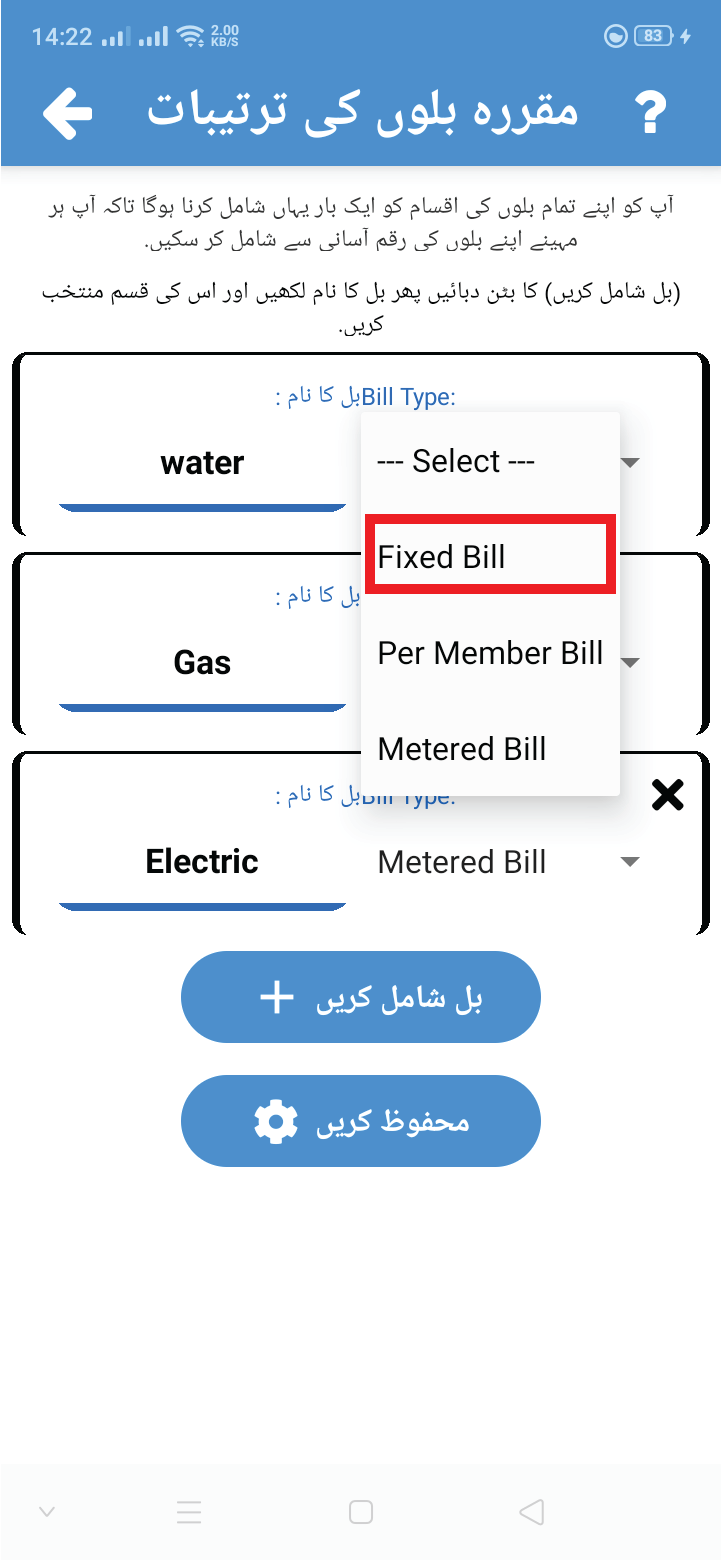 14:22 2.00 KB/S 83
مقررہ بلوں کی ترتیبات ?
آپ کو اپنے تمام بلوں کی اقسام کو ایک بار یہاں شامل کرنا ہوگا تاکہ آپ ہر
مہینے اپنے بلوں کی رقم آسانی سے شامل کر سکیں.
(بل شامل کریں) کا بٹن دبائیں پھر بل کا نام لکھیں اور اس کی قسم منتخب
کریں.
بل کا نام : Bill Type:
water
--- Select ---
Fixed Bill
Per Member Bill
Metered Bill
بل کا نام :
Gas
بل کا نام : Bill Type:
Electric Metered Bill
بل شامل کریں +
محفوظ کریں